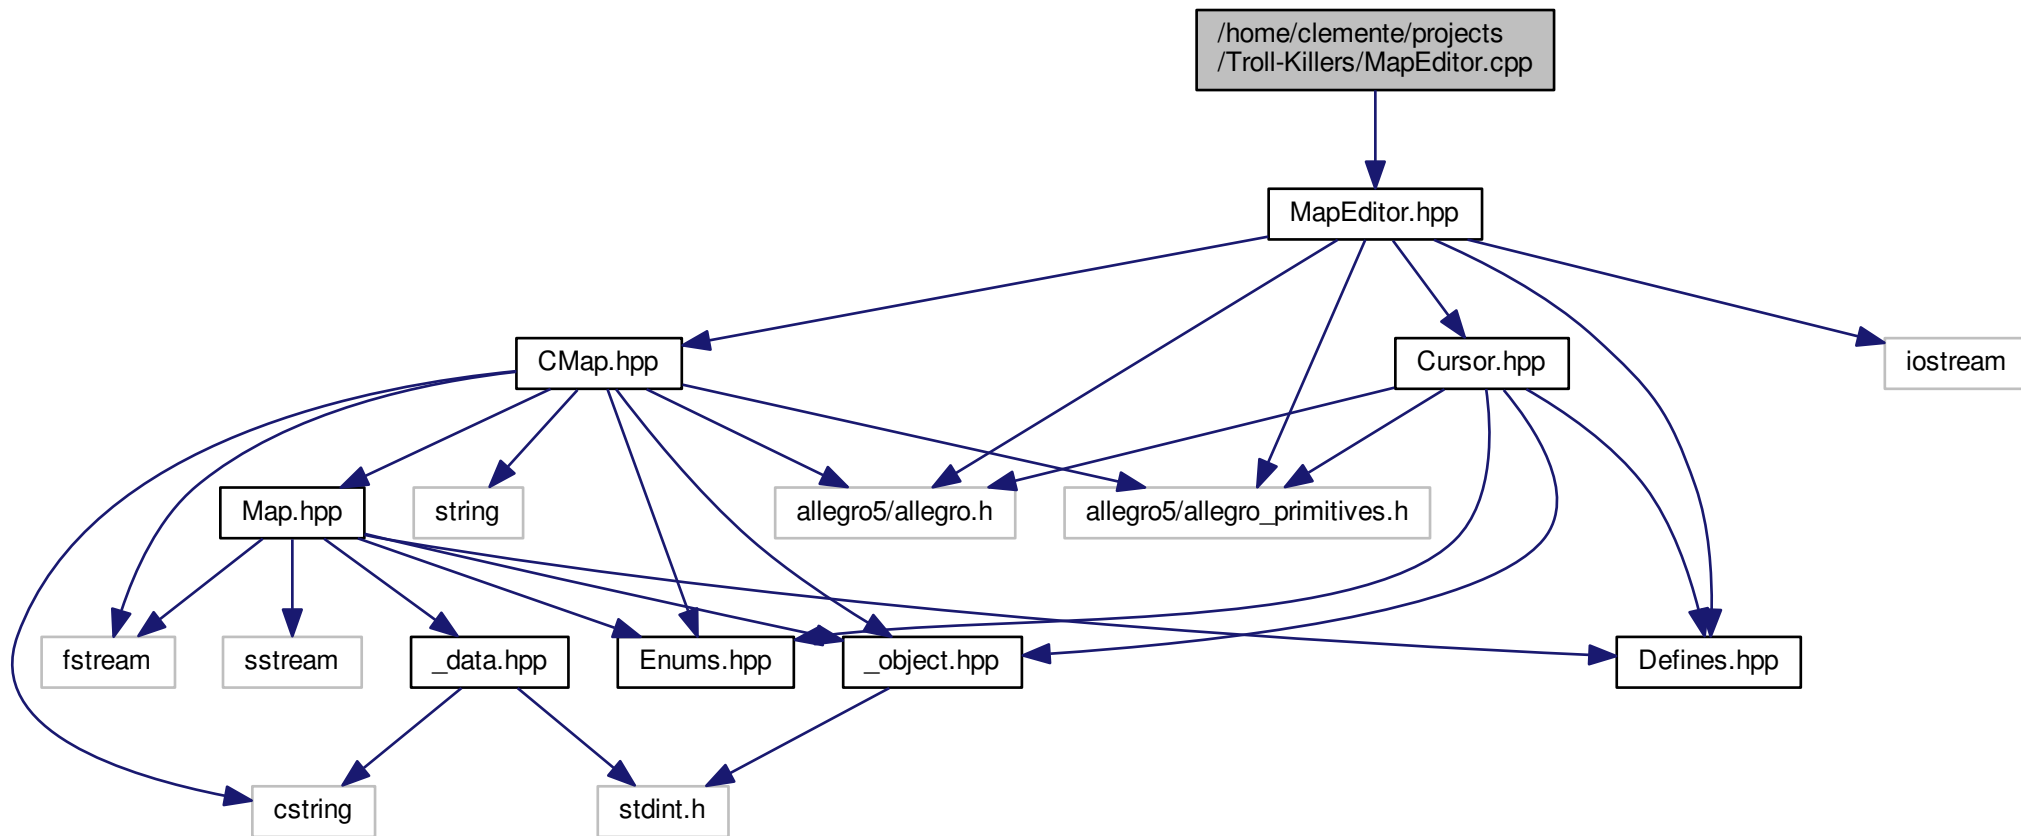 /home/clemente/projects
/Troll-Killers/MapEditor.cpp
MapEditor.hpp
CMap.hpp
Cursor.hpp
iostream
Map.hpp
string
allegro5/allegro.h
allegro5/allegro_primitives.h
fstream
sstream
_data.hpp
Enums.hpp
_object.hpp
Defines.hpp
cstring
stdint.h